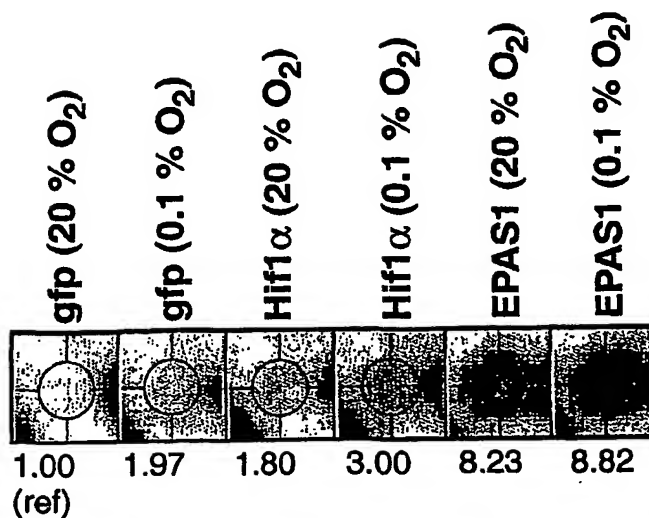 gfp (20 % O2)
gfp (0.1 % O2)
Hif1α (20 % O2)
Hif1α (0.1 % O2)
EPAS1 (20 % O2)
EPAS1 (0.1 % O2)
1.00 1.97 1.80 3.00 8.23 8.82
(ref)